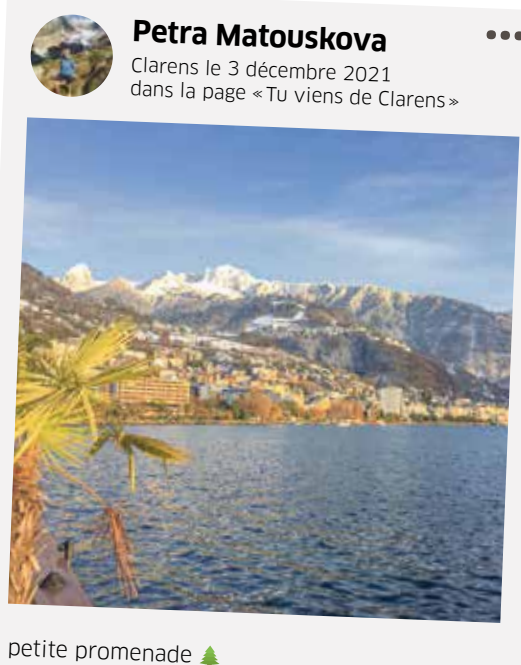 Petra Matouskova
Clarens le 3 décembre 2021
dans la page «Tu viens de Clarens»
petite promenade 🌲